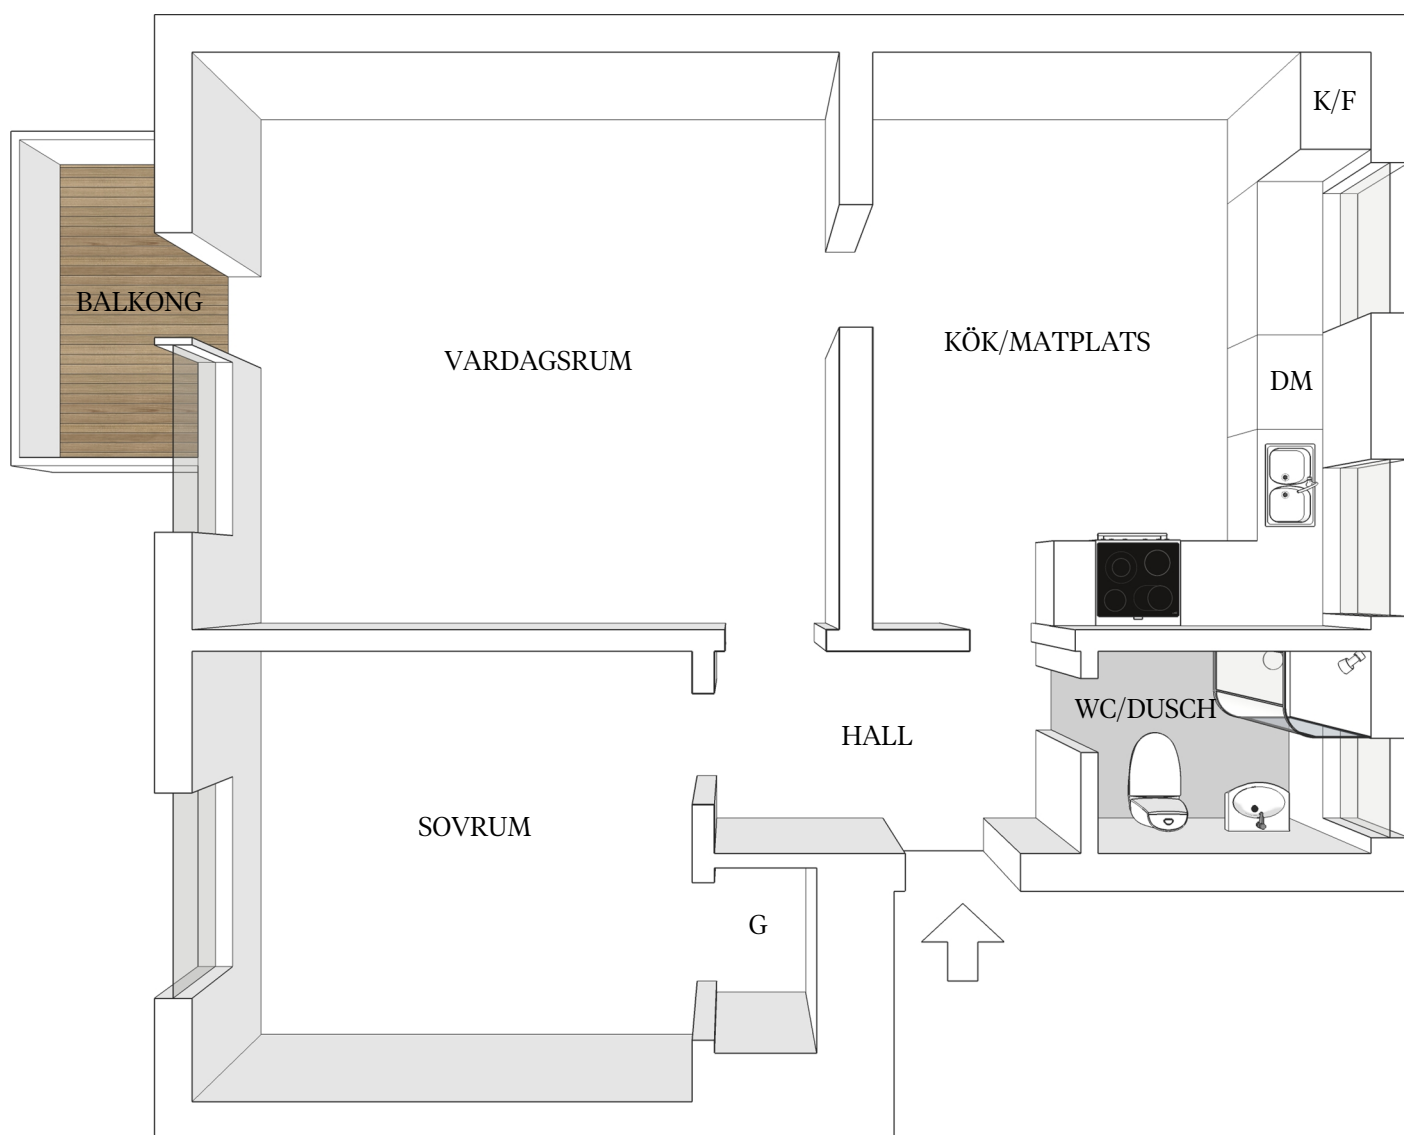 K/F
BALKONG
VARDAGSRUM
KÖK/MATPLATS
DM
WC/DUSCH
HALL
SOVRUM
G